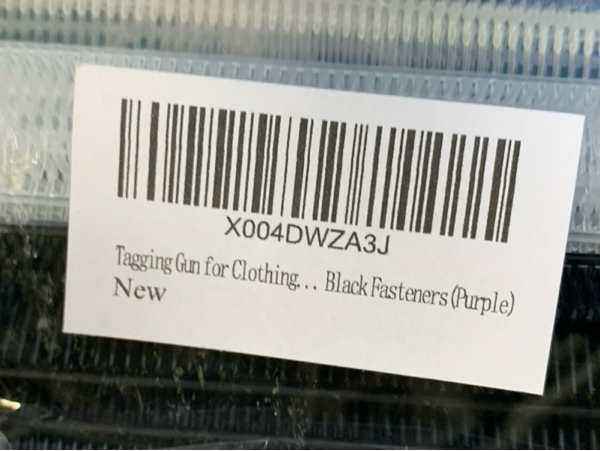 X004DWZA3J
Tagging Gun for Clothing... Black Fasteners (Purple)
New